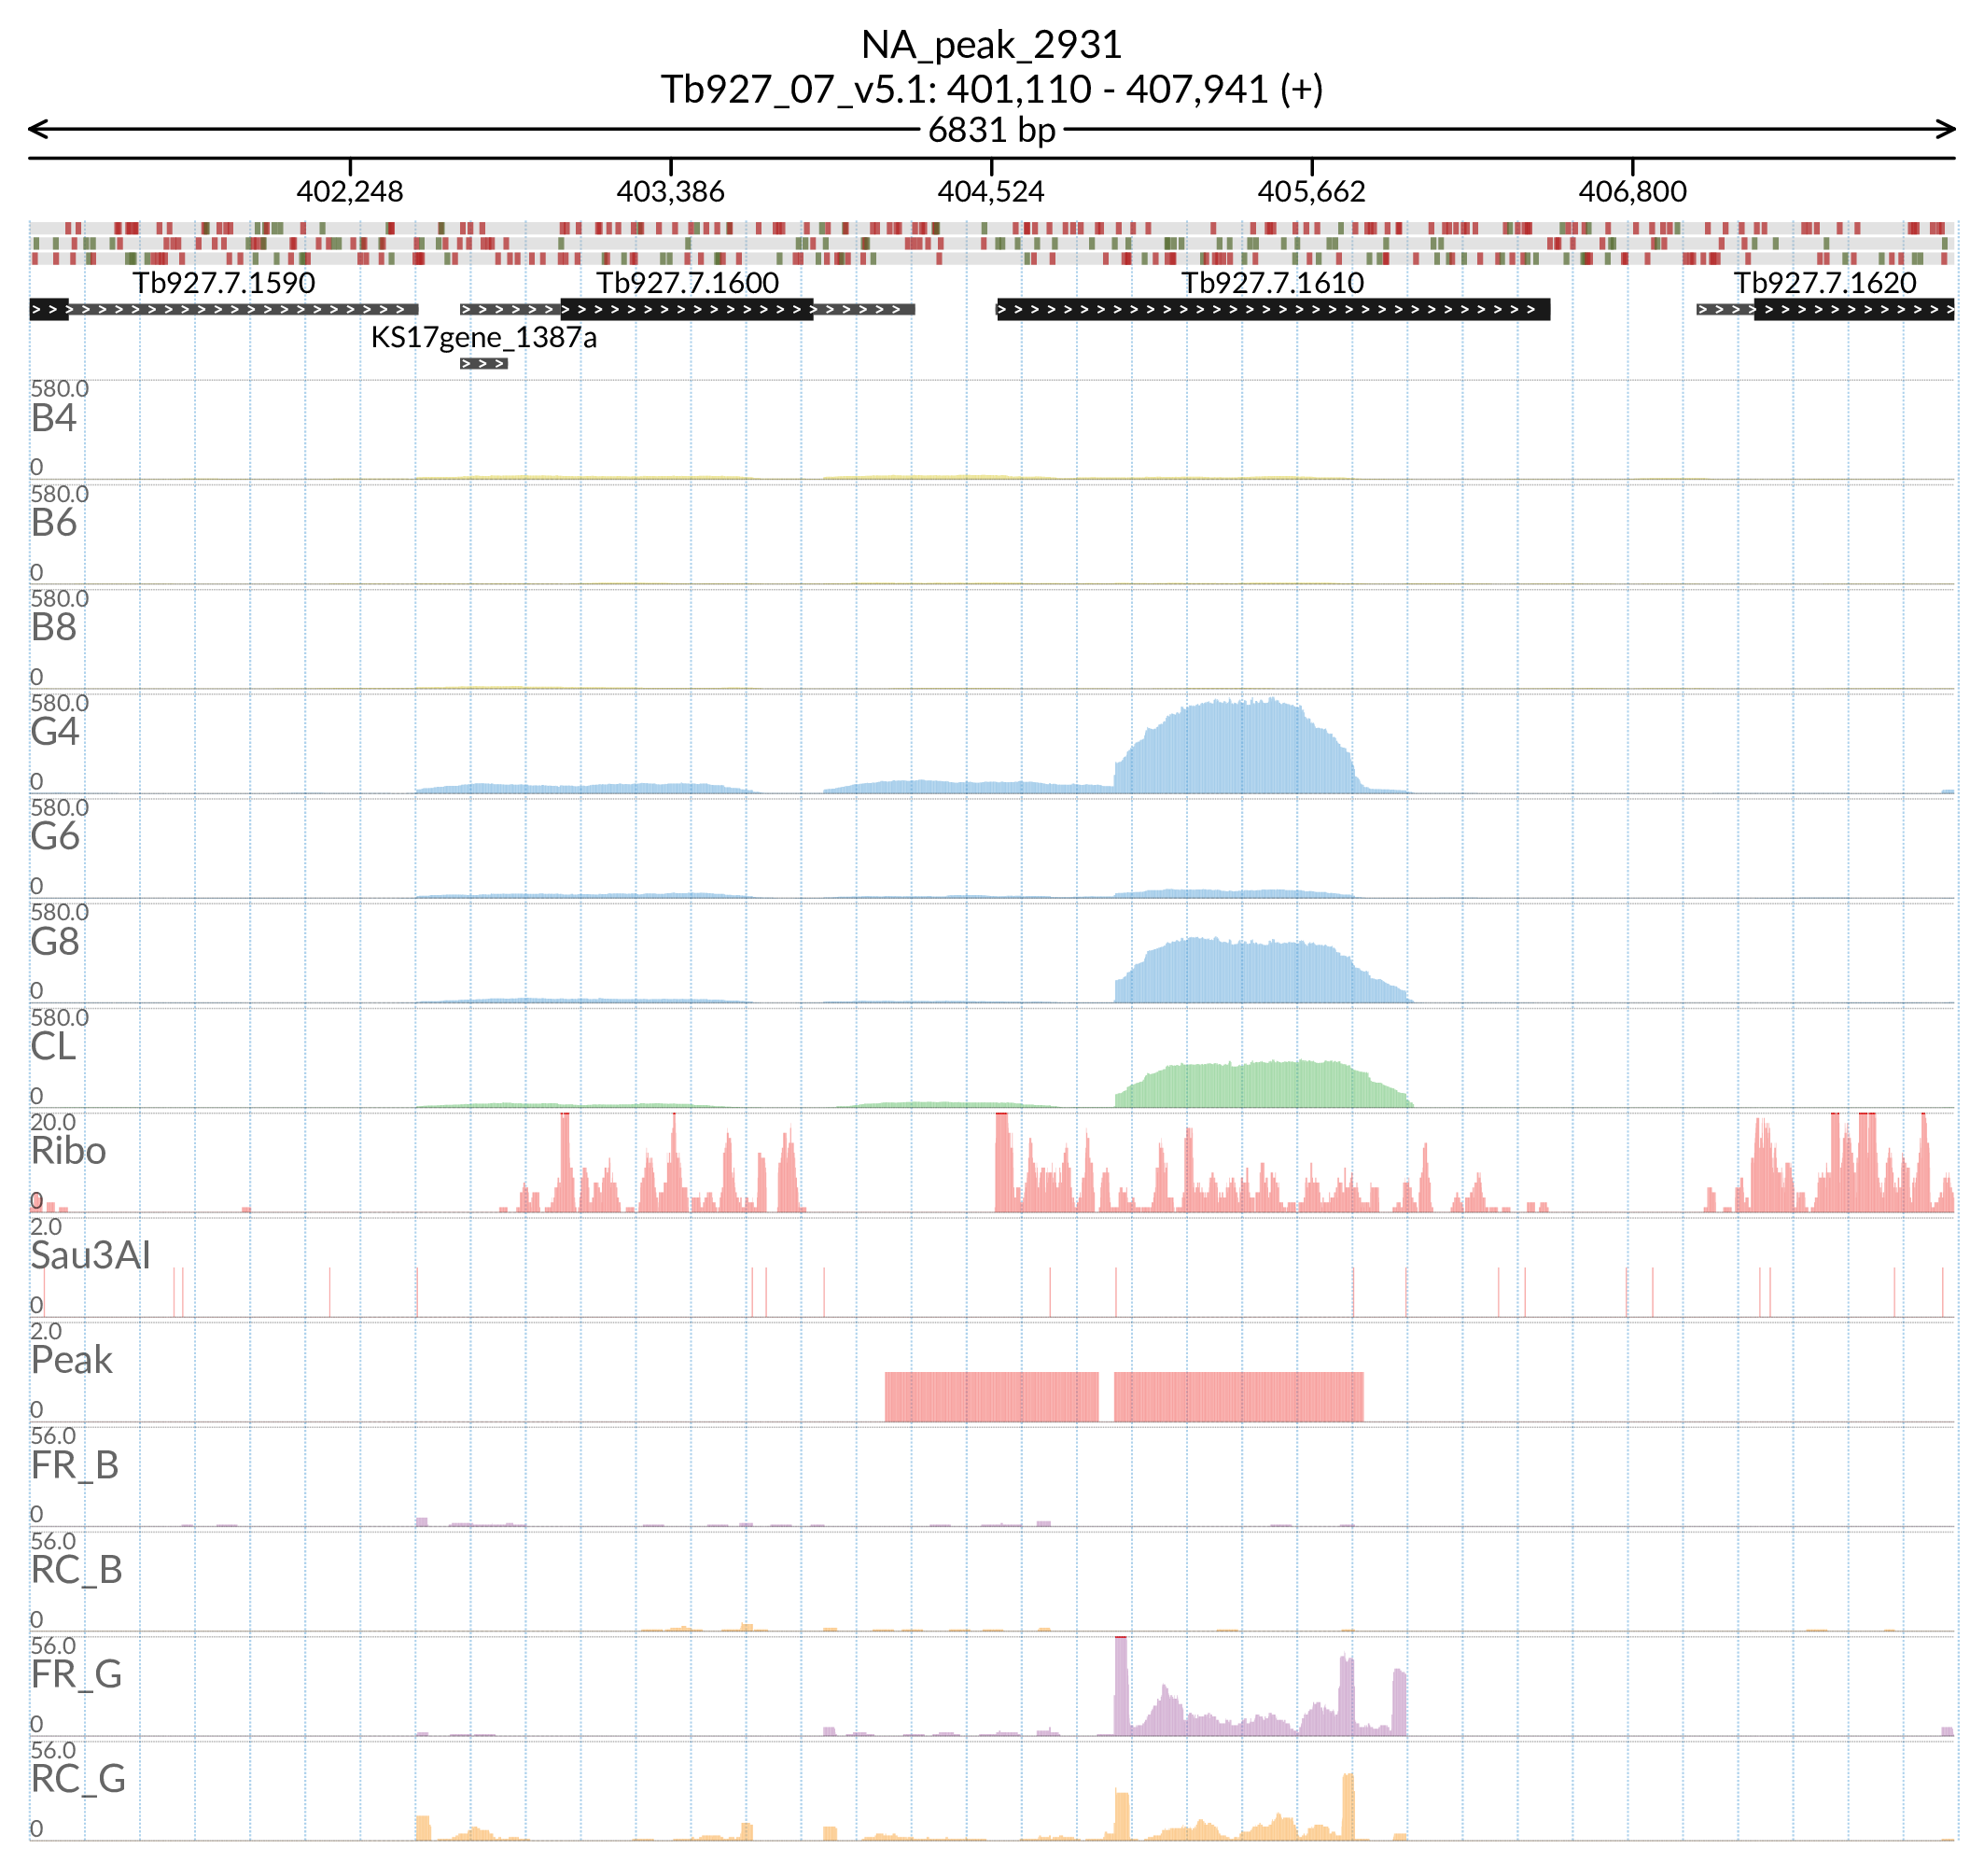 NA_peak_2931
Tb927_07_v5.1: 401,110 - 407,941 (+)
6831 bp
402,248 403,386 404,524 405,662 406,800
Tb927.7.1590 Tb927.7.1600 Tb927.7.1610 Tb927.7.1620
KS17gene_1387a
580.0
B4
0
580.0
B6
0
580.0
B8
0
580.0
G4
0
580.0
G6
0
580.0
G8
0
580.0
CL
0
20.0
Ribo
0
2.0
Sau3AI
0
2.0
Peak
0
56.0
FR_B
0
56.0
RC_B
0
56.0
FR_G
0
56.0
RC_G
0